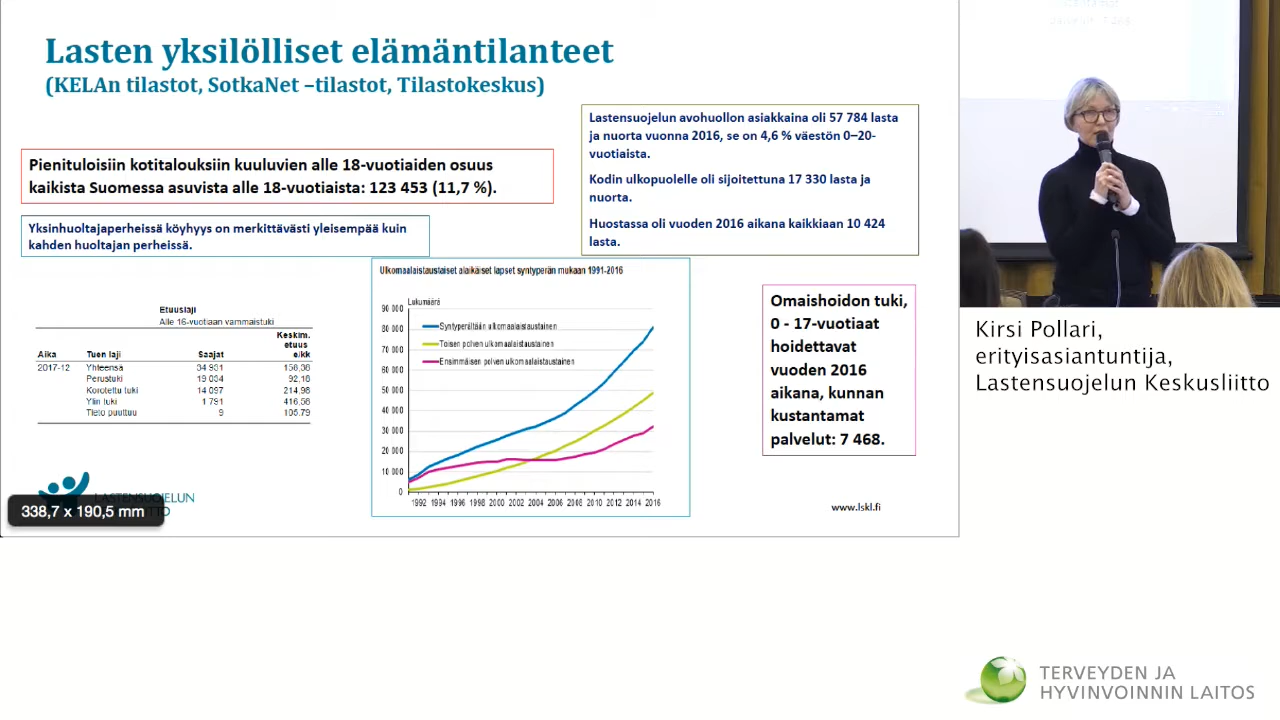 Lasten yksilölliset elämäntilanteet
(KELAn tilastot, SotkaNet –tilastot, Tilastokeskus)
Pienituloisiin kotitalouksiin kuuluvien alle 18-vuotiaiden osuus
kaikista Suomessa asuvista alle 18-vuotiaista: 123 453 (11,7 %).
Yksinhuoltajaperheissä köyhyys on merkittävästi yleisempää kuin
kahden huoltajan perheissä.
Lastensuojelun avohuollon asiakkaina oli 57 784 lasta
ja nuorta vuonna 2016, se on 4,6 % väestön 0–20-
vuotiaista.
Kodin ulkopuolelle oli sijoitettuna 17 330 lasta ja
nuorta.
Huostassa oli vuoden 2016 aikana kaikkiaan 10 424
lasta.
Etuuslaji
Alle 16-vuotiaan vammaistuki
Keskim.
etuus
Aika Tuen laji Saajat e/kk
2017-12 Yhteensä 34 931 158,38
Perustuki 19 034 92,18
Korotettu tuki 14 097 214,98
Ylin tuki 1 791 416,56
Tieto puuttuu 9 105,79
Ulkomaalaistaustaiset alaikäiset lapset syntyperän mukaan 1991-2016
Lukumäärä
90 000
80 000
70 000
60 000
50 000
40 000
30 000
20 000
10 000
0
Syntyperältään ulkomaalaistaustainen
Toisen polven ulkomaalaistaustainen
Ensimmäisen polven ulkomaalaistaustainen
1992 1994 1996 1998 2000 2002 2004 2006 2008 2010 2012 2014 2016
Omaishoidon tuki,
0 - 17-vuotiaat
hoidettavat
vuoden 2016
aikana, kunnan
kustantamat
palvelut: 7 468.
LASTENSUOJELUN
338,7 x 190,5 mm
www.lskl.fi
Kirsi Pollari,
erityisasiantuntija,
Lastensuojelun Keskusliitto
TERVEYDEN JA
HYVINVOINNIN LAITOS